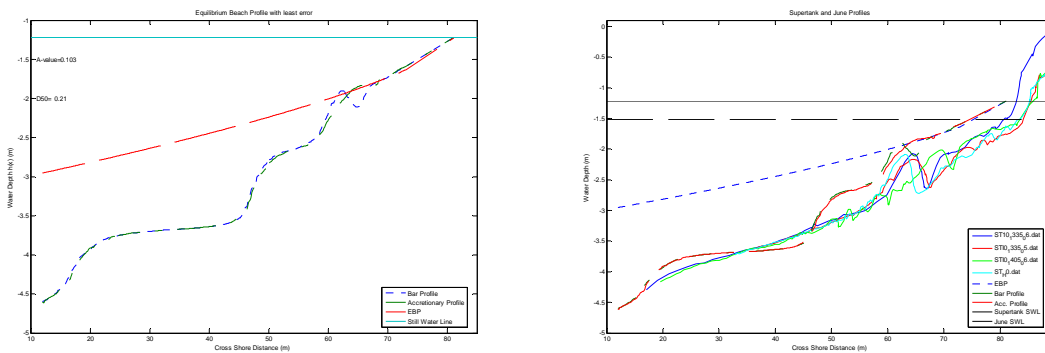 Equilibrium Beach Profile with least error
-1
-1.5
-2
-2.5
-3
-3.5
-4
-4.5
-5
A-value=0.103
D50= 0.21
Water Depth h(x) (m)
10 20 30 40 50 60 70 80
Cross Shore Distance (m)
Bar Profile
Accretionary Profile
EBP
Still Water Line
Supertank and June Profiles
0
-0.5
-1
-1.5
-2
-2.5
-3
-3.5
-4
-4.5
-5
Water Depth (m)
10 20 30 40 50 60 70 80
Cross Shore Distance (m)
EBP
Bar Profile
Acc. Profile
Supertank SWL
June SWL